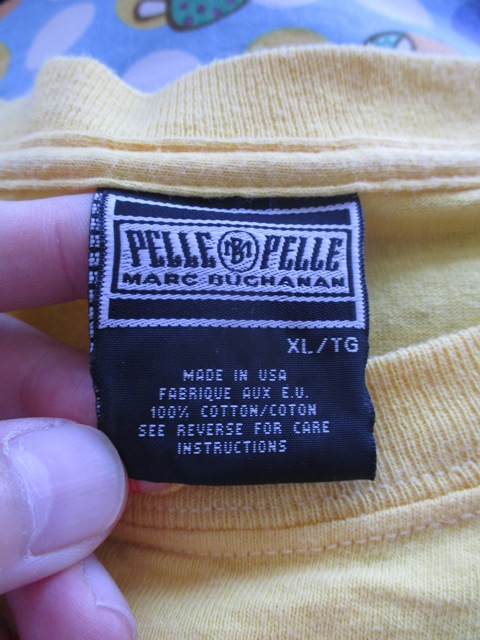 PELLE MB PELLE
MARC BUCHANAN
XL/TG
MADE IN USA
FABRIQUE AUX E.U.
100% COTTON/COTON
SEE REVERSE FOR CARE
INSTRUCTIONS